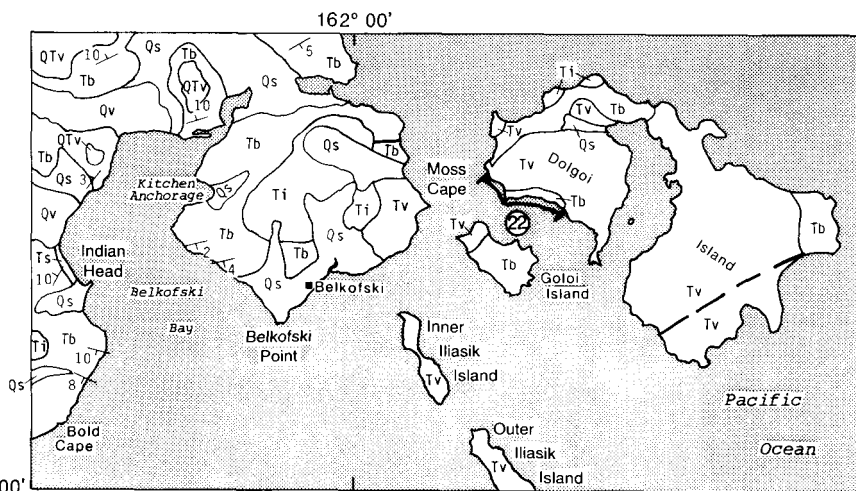 162° 00'
QTv
10
Qs
Tb
QTv
10
Tb
Qv
Qs
5
Tb
Ti
Tv
Tb
Qs
Tv
QTv
Tb
Qs
3
Qv
Tb
Qs
Tb
Kitchen
Anchorage
Qs
Ti
Ti
Tv
Moss
Cape
Tv
Dolgoi
Tb
22
Tv
Tb
Goloi
Island
Island
Tb
Tv
Tv
Ts
10
Indian
Head
Qs
Tb
2
4
Qs
Tb
Qs
Belkofski
Belkofski
Bay
Belkofski
Point
Ti
Tb
10
Qs
8
Bold
Cape
Inner
Iliasik
Tv
Island
Outer
Iliasik
Tv
Island
Pacific
Ocean
00'